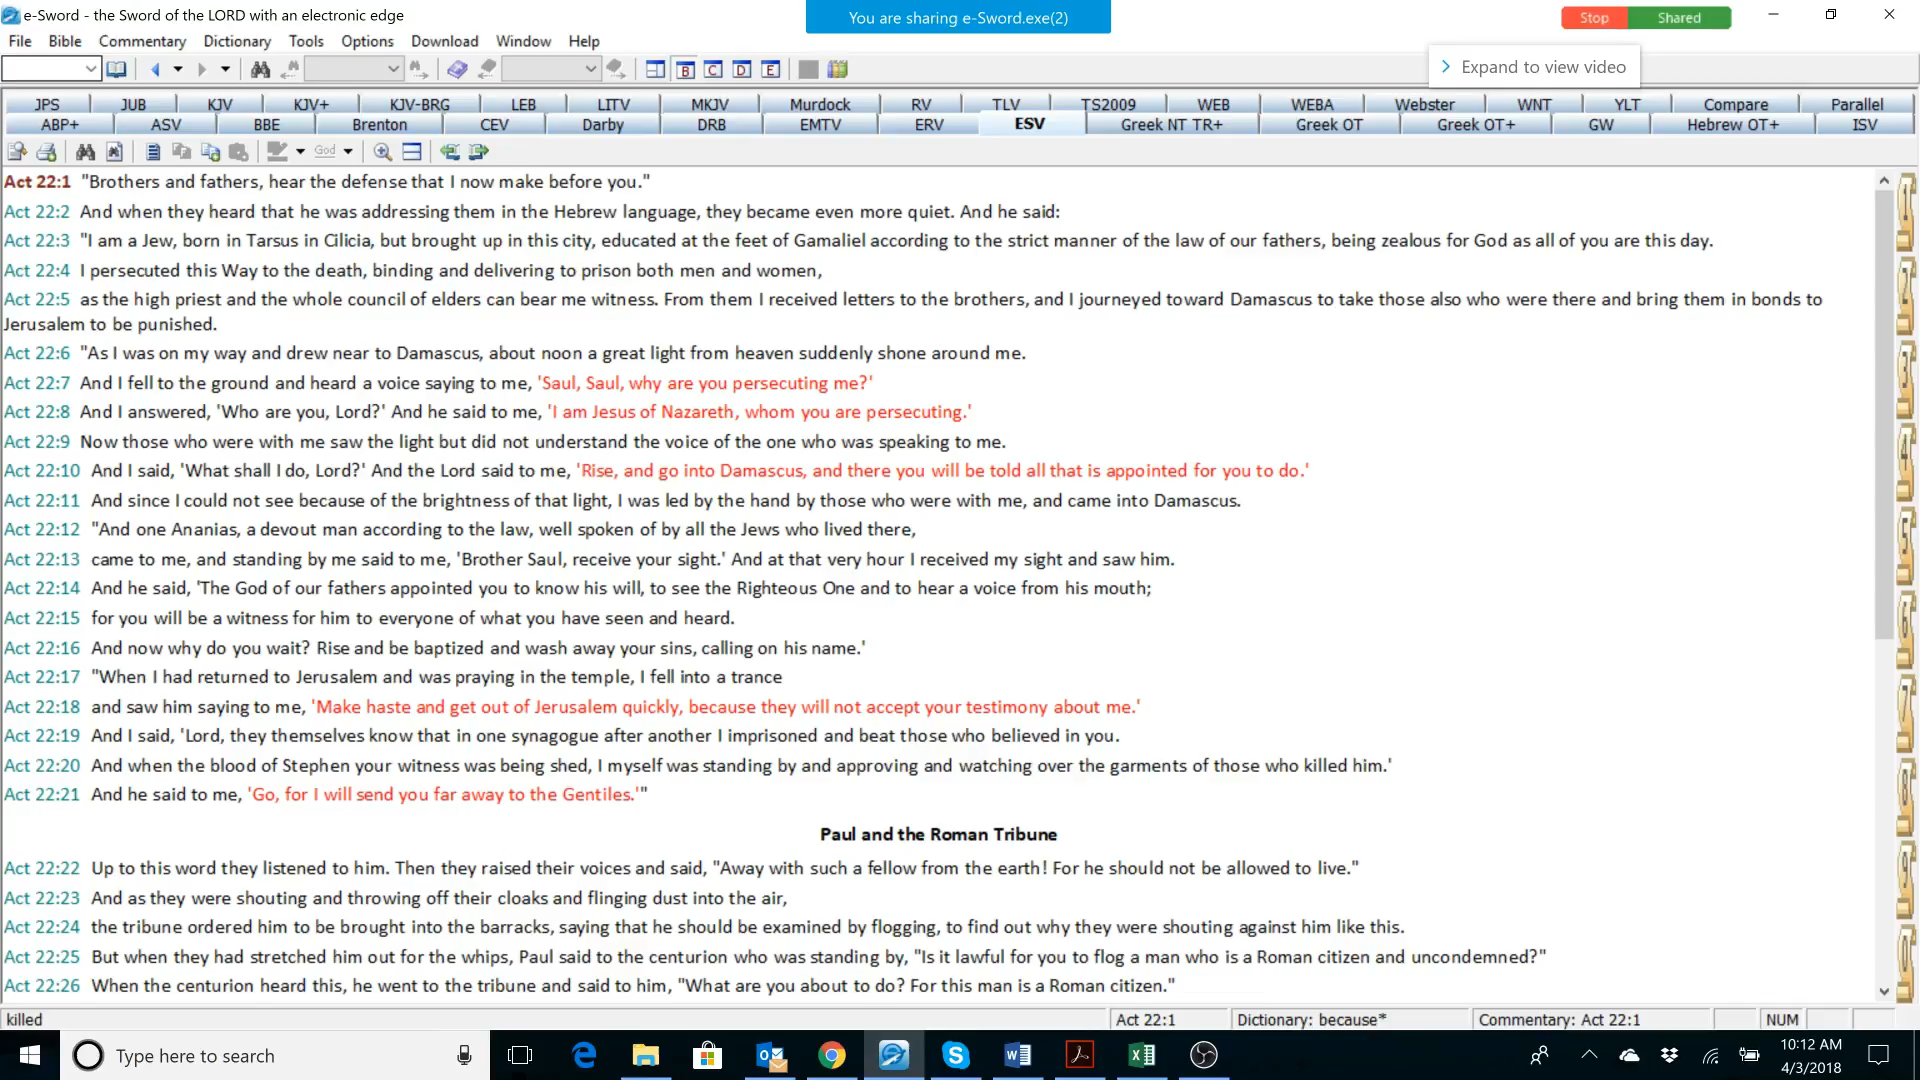 e-Sword - the Sword of the LORD with an electronic edge
You are sharing e-Sword.exe(2)
Stop Shared
File Bible Commentary Dictionary Tools Options Download Window Help
B C D E
Expand to view video
JPS JUB KJV KJV+ KJV-BRG LEB LITV MKJV Murdock RV TLV TS2009 WEB WEBA Webster WNT YLT Compare Parallel
ABP+ ASV BBE Brenton CEV Darby DRB EMTV ERV ESV Greek NT TR+ Greek OT Greek OT+ GW Hebrew OT+ ISV
God
Act 22:1 "Brothers and fathers, hear the defense that I now make before you."
Act 22:2 And when they heard that he was addressing them in the Hebrew language, they became even more quiet. And he said:
Act 22:3 "I am a Jew, born in Tarsus in Cilicia, but brought up in this city, educated at the feet of Gamaliel according to the strict manner of the law of our fathers, being zealous for God as all of you are this day.
Act 22:4 I persecuted this Way to the death, binding and delivering to prison both men and women,
Act 22:5 as the high priest and the whole council of elders can bear me witness. From them I received letters to the brothers, and I journeyed toward Damascus to take those also who were there and bring them in bonds to
Jerusalem to be punished.
Act 22:6 "As I was on my way and drew near to Damascus, about noon a great light from heaven suddenly shone around me.
Act 22:7 And I fell to the ground and heard a voice saying to me, 'Saul, Saul, why are you persecuting me?'
Act 22:8 And I answered, 'Who are you, Lord?' And he said to me, 'I am Jesus of Nazareth, whom you are persecuting.'
Act 22:9 Now those who were with me saw the light but did not understand the voice of the one who was speaking to me.
Act 22:10 And I said, 'What shall I do, Lord?' And the Lord said to me, 'Rise, and go into Damascus, and there you will be told all that is appointed for you to do.'
Act 22:11 And since I could not see because of the brightness of that light, I was led by the hand by those who were with me, and came into Damascus.
Act 22:12 "And one Ananias, a devout man according to the law, well spoken of by all the Jews who lived there,
Act 22:13 came to me, and standing by me said to me, 'Brother Saul, receive your sight.' And at that very hour I received my sight and saw him.
Act 22:14 And he said, 'The God of our fathers appointed you to know his will, to see the Righteous One and to hear a voice from his mouth;
Act 22:15 for you will be a witness for him to everyone of what you have seen and heard.
Act 22:16 And now why do you wait? Rise and be baptized and wash away your sins, calling on his name.'
Act 22:17 "When I had returned to Jerusalem and was praying in the temple, I fell into a trance
Act 22:18 and saw him saying to me, 'Make haste and get out of Jerusalem quickly, because they will not accept your testimony about me.'
Act 22:19 And I said, 'Lord, they themselves know that in one synagogue after another I imprisoned and beat those who believed in you.
Act 22:20 And when the blood of Stephen your witness was being shed, I myself was standing by and approving and watching over the garments of those who killed him.'
Act 22:21 And he said to me, 'Go, for I will send you far away to the Gentiles.'"
Paul and the Roman Tribune
Act 22:22 Up to this word they listened to him. Then they raised their voices and said, "Away with such a fellow from the earth! For he should not be allowed to live."
Act 22:23 And as they were shouting and throwing off their cloaks and flinging dust into the air,
Act 22:24 the tribune ordered him to be brought into the barracks, saying that he should be examined by flogging, to find out why they were shouting against him like this.
Act 22:25 But when they had stretched him out for the whips, Paul said to the centurion who was standing by, "Is it lawful for you to flog a man who is a Roman citizen and uncondemned?"
Act 22:26 When the centurion heard this, he went to the tribune and said to him, "What are you about to do? For this man is a Roman citizen."
1
2
3
4
5
6
7
8
9
0
killed Act 22:1 Dictionary: because* Commentary: Act 22:1 NUM
Type here to search
10:12 AM
4/3/2018